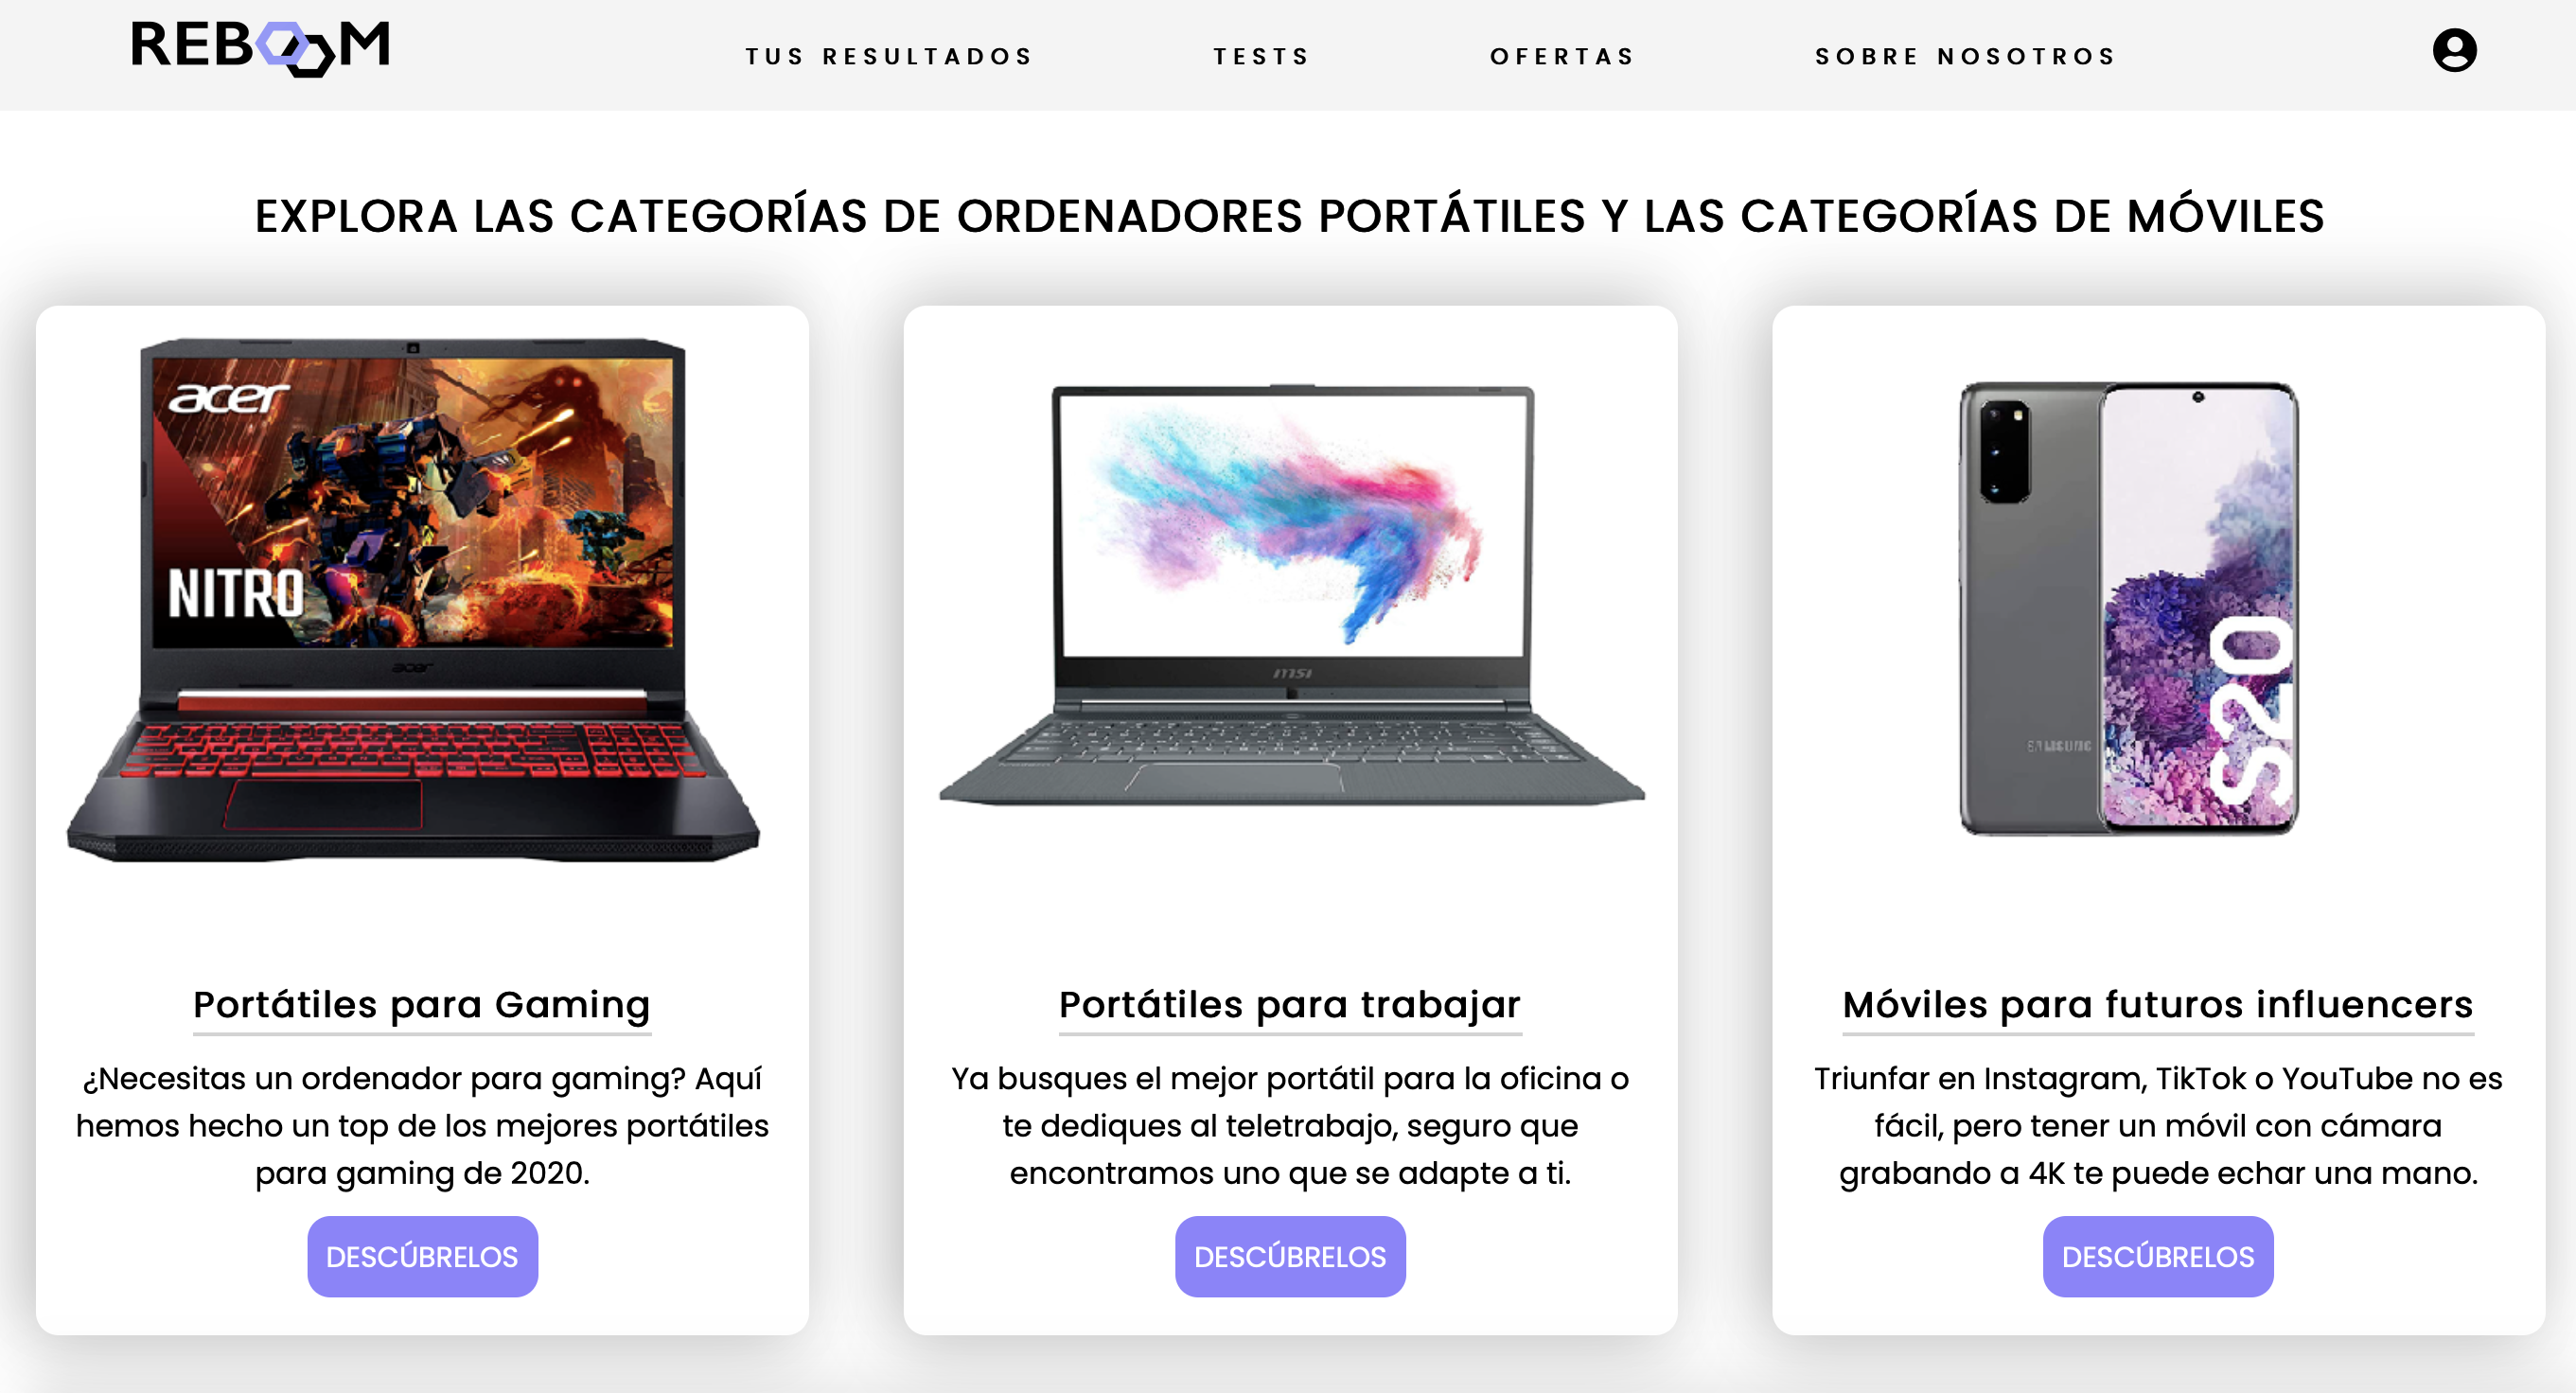 REBOOM
TUS RESULTADOS
TESTS
OFERTAS
SOBRE NOSOTROS
EXPLORA LAS CATEGORÍAS DE ORDENADORES PORTÁTILES Y LAS CATEGORÍAS DE MÓVILES
acer
NITRO
acer
msi
SAMSUNG
S20
Portátiles para Gaming
¿Necesitas un ordenador para gaming? Aquí
hemos hecho un top de los mejores portátiles
para gaming de 2020.
DESCÚBRELOS
Portátiles para trabajar
Ya busques el mejor portátil para la oficina o
te dediques al teletrabajo, seguro que
encontramos uno que se adapte a ti.
DESCÚBRELOS
Móviles para futuros influencers
Triunfar en Instagram, TikTok o YouTube no es
fácil, pero tener un móvil con cámara
grabando a 4K te puede echar una mano.
DESCÚBRELOS